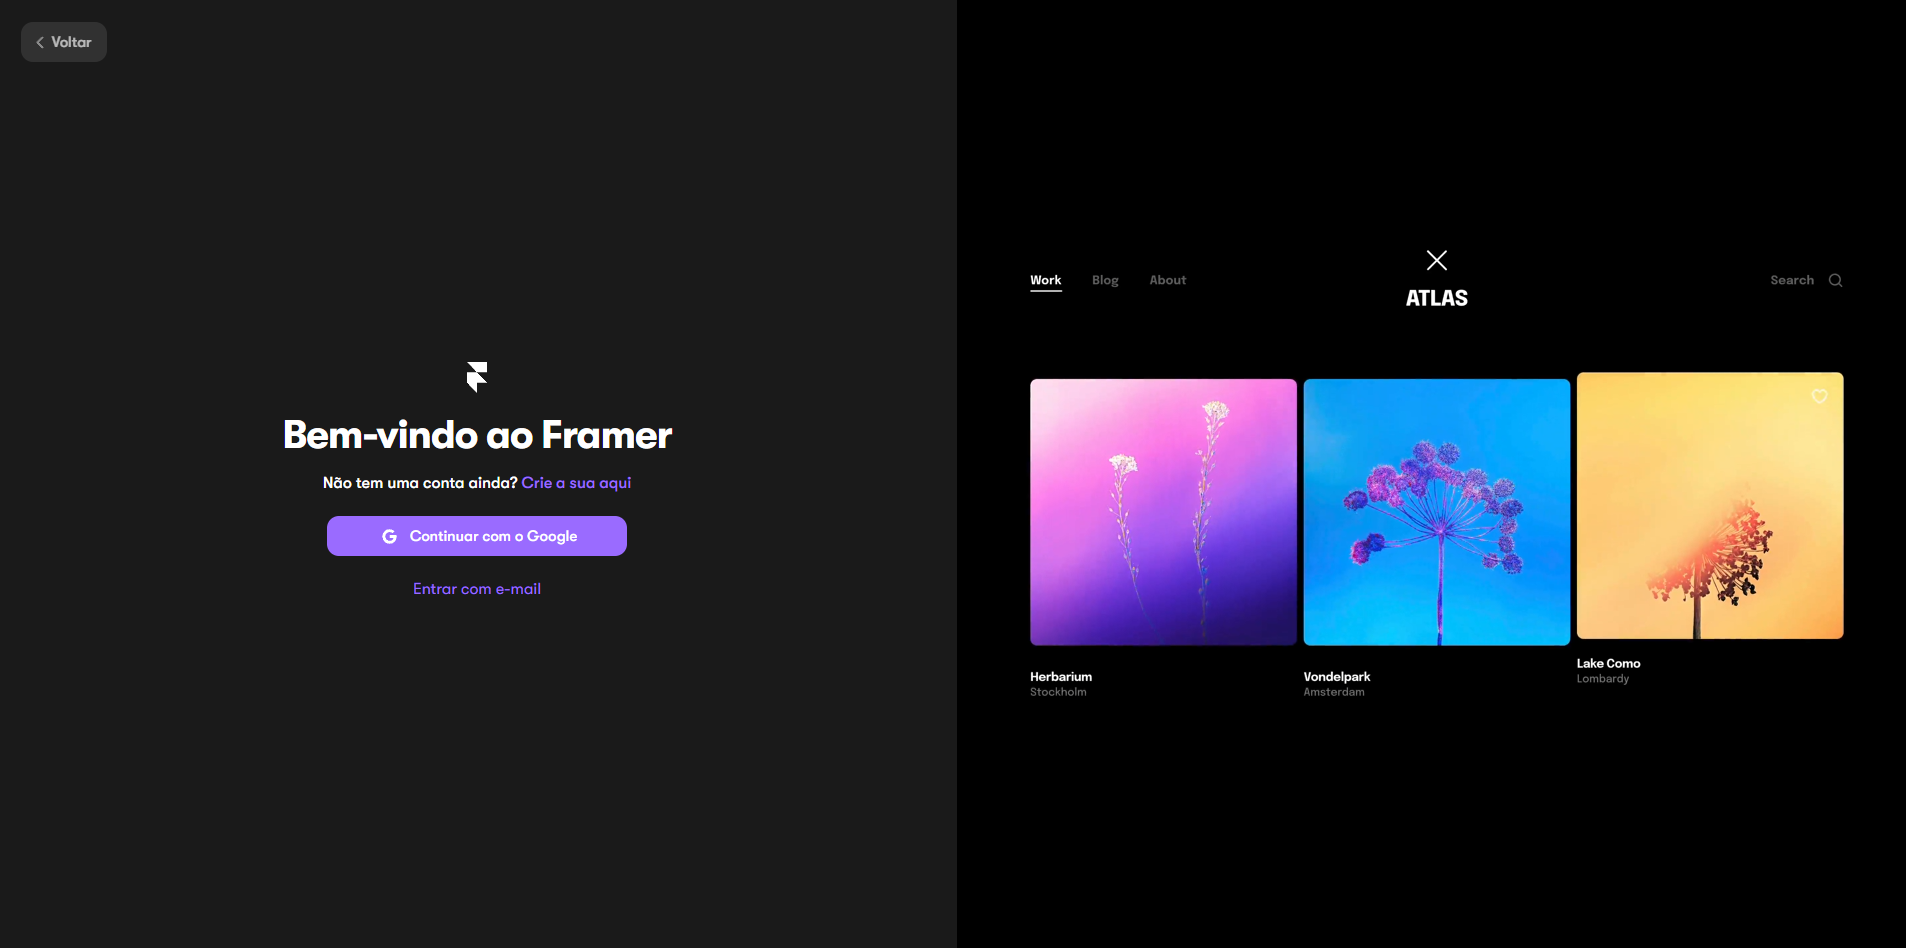 Voltar
Bem-vindo ao Framer
Não tem uma conta ainda? Crie a sua aqui
Continuar com o Google
Entrar com e-mail
Work Blog About
ATLAS
Search
Herbarium
Stockholm
Vondelpark
Amsterdam
Lake Como
Lombardy